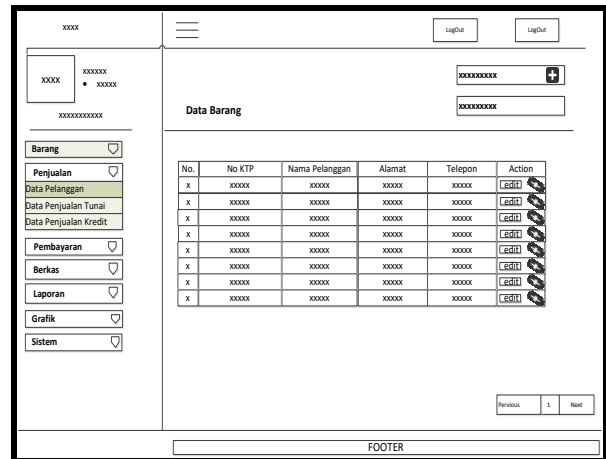 xxxx
LogOut
LogOut
xxxx
xxxxxx
• xxxxx
xxxxxxxxx
xxxxxxxxxxx
Data Barang
xxxxxxxxx
Barang
Penjualan
Data Pelanggan
Data Penjualan Tunai
Data Penjualan Kredit
Pembayaran
Berkas
Laporan
Grafik
Sistem
No. No KTP Nama Pelanggan Alamat Telepon Action
x xxxxx xxxxx xxxxx xxxxx edit
x xxxxx xxxxx xxxxx xxxxx edit
x xxxxx xxxxx xxxxx xxxxx edit
x xxxxx xxxxx xxxxx xxxxx edit
x xxxxx xxxxx xxxxx xxxxx edit
x xxxxx xxxxx xxxxx xxxxx edit
x xxxxx xxxxx xxxxx xxxxx edit
x xxxxx xxxxx xxxxx xxxxx edit
Pervious 1 Next
FOOTER